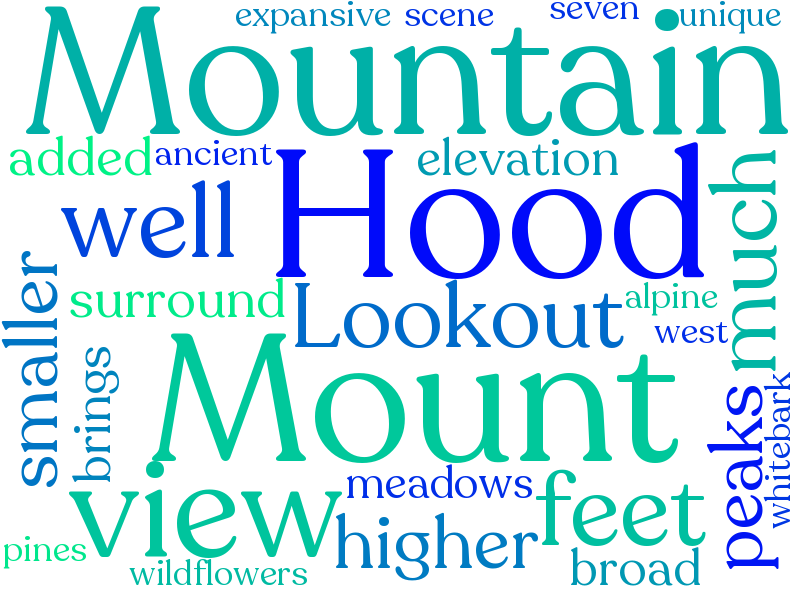 expansive scene seven unique
Mountain
added ancient elevation
well Hood much
surround Lookout alpine
west
smaller brings Mount peaks whitebark
view meadows feet
higher
pines wildflowers broad